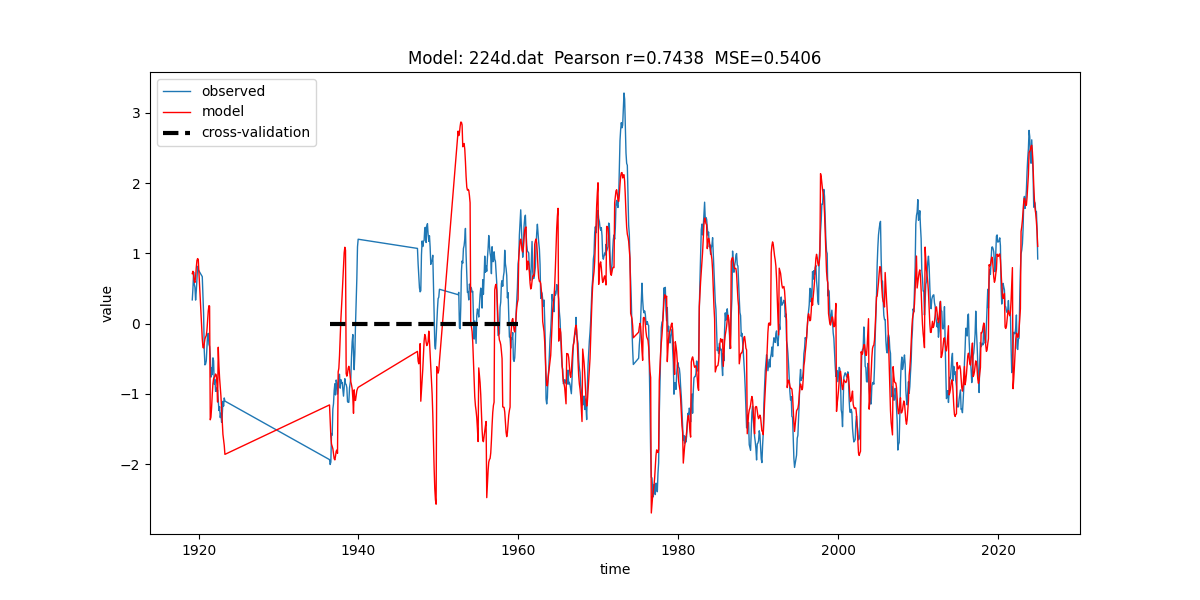 Model: 224d.dat  Pearson r=0.7438  MSE=0.5406
observed
model
cross-validation
value
3
2
1
0
−1
−2
1920 1940 1960 1980 2000 2020
time